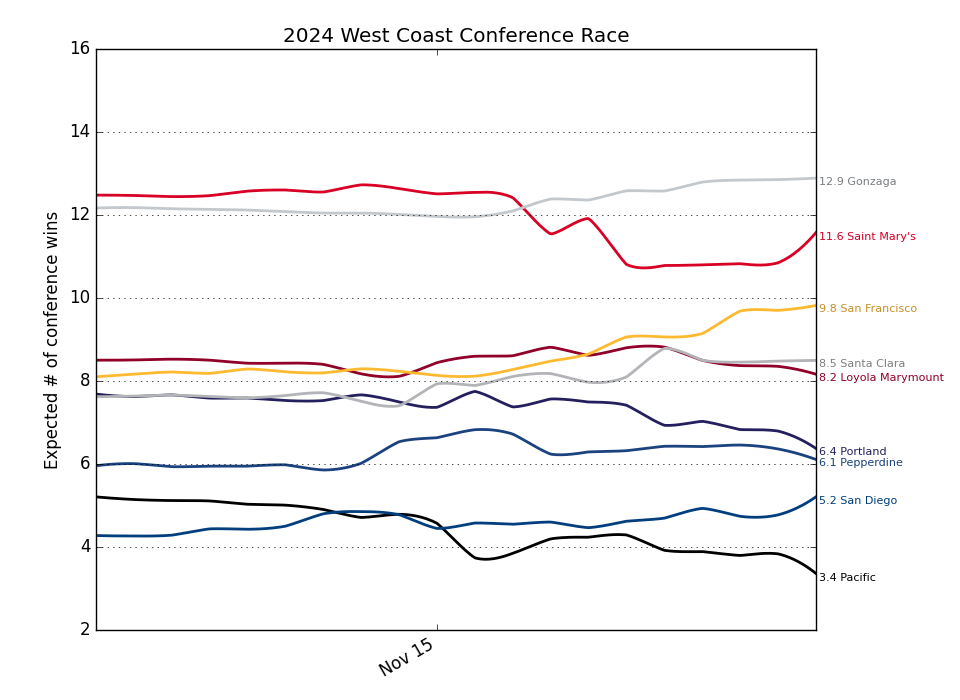 2024 West Coast Conference Race
Expected # of conference wins
16
14
12
10
8
6
4
2
Nov 15
12.9 Gonzaga
11.6 Saint Mary's
9.8 San Francisco
8.5 Santa Clara
8.2 Loyola Marymount
6.4 Portland
6.1 Pepperdine
5.2 San Diego
3.4 Pacific